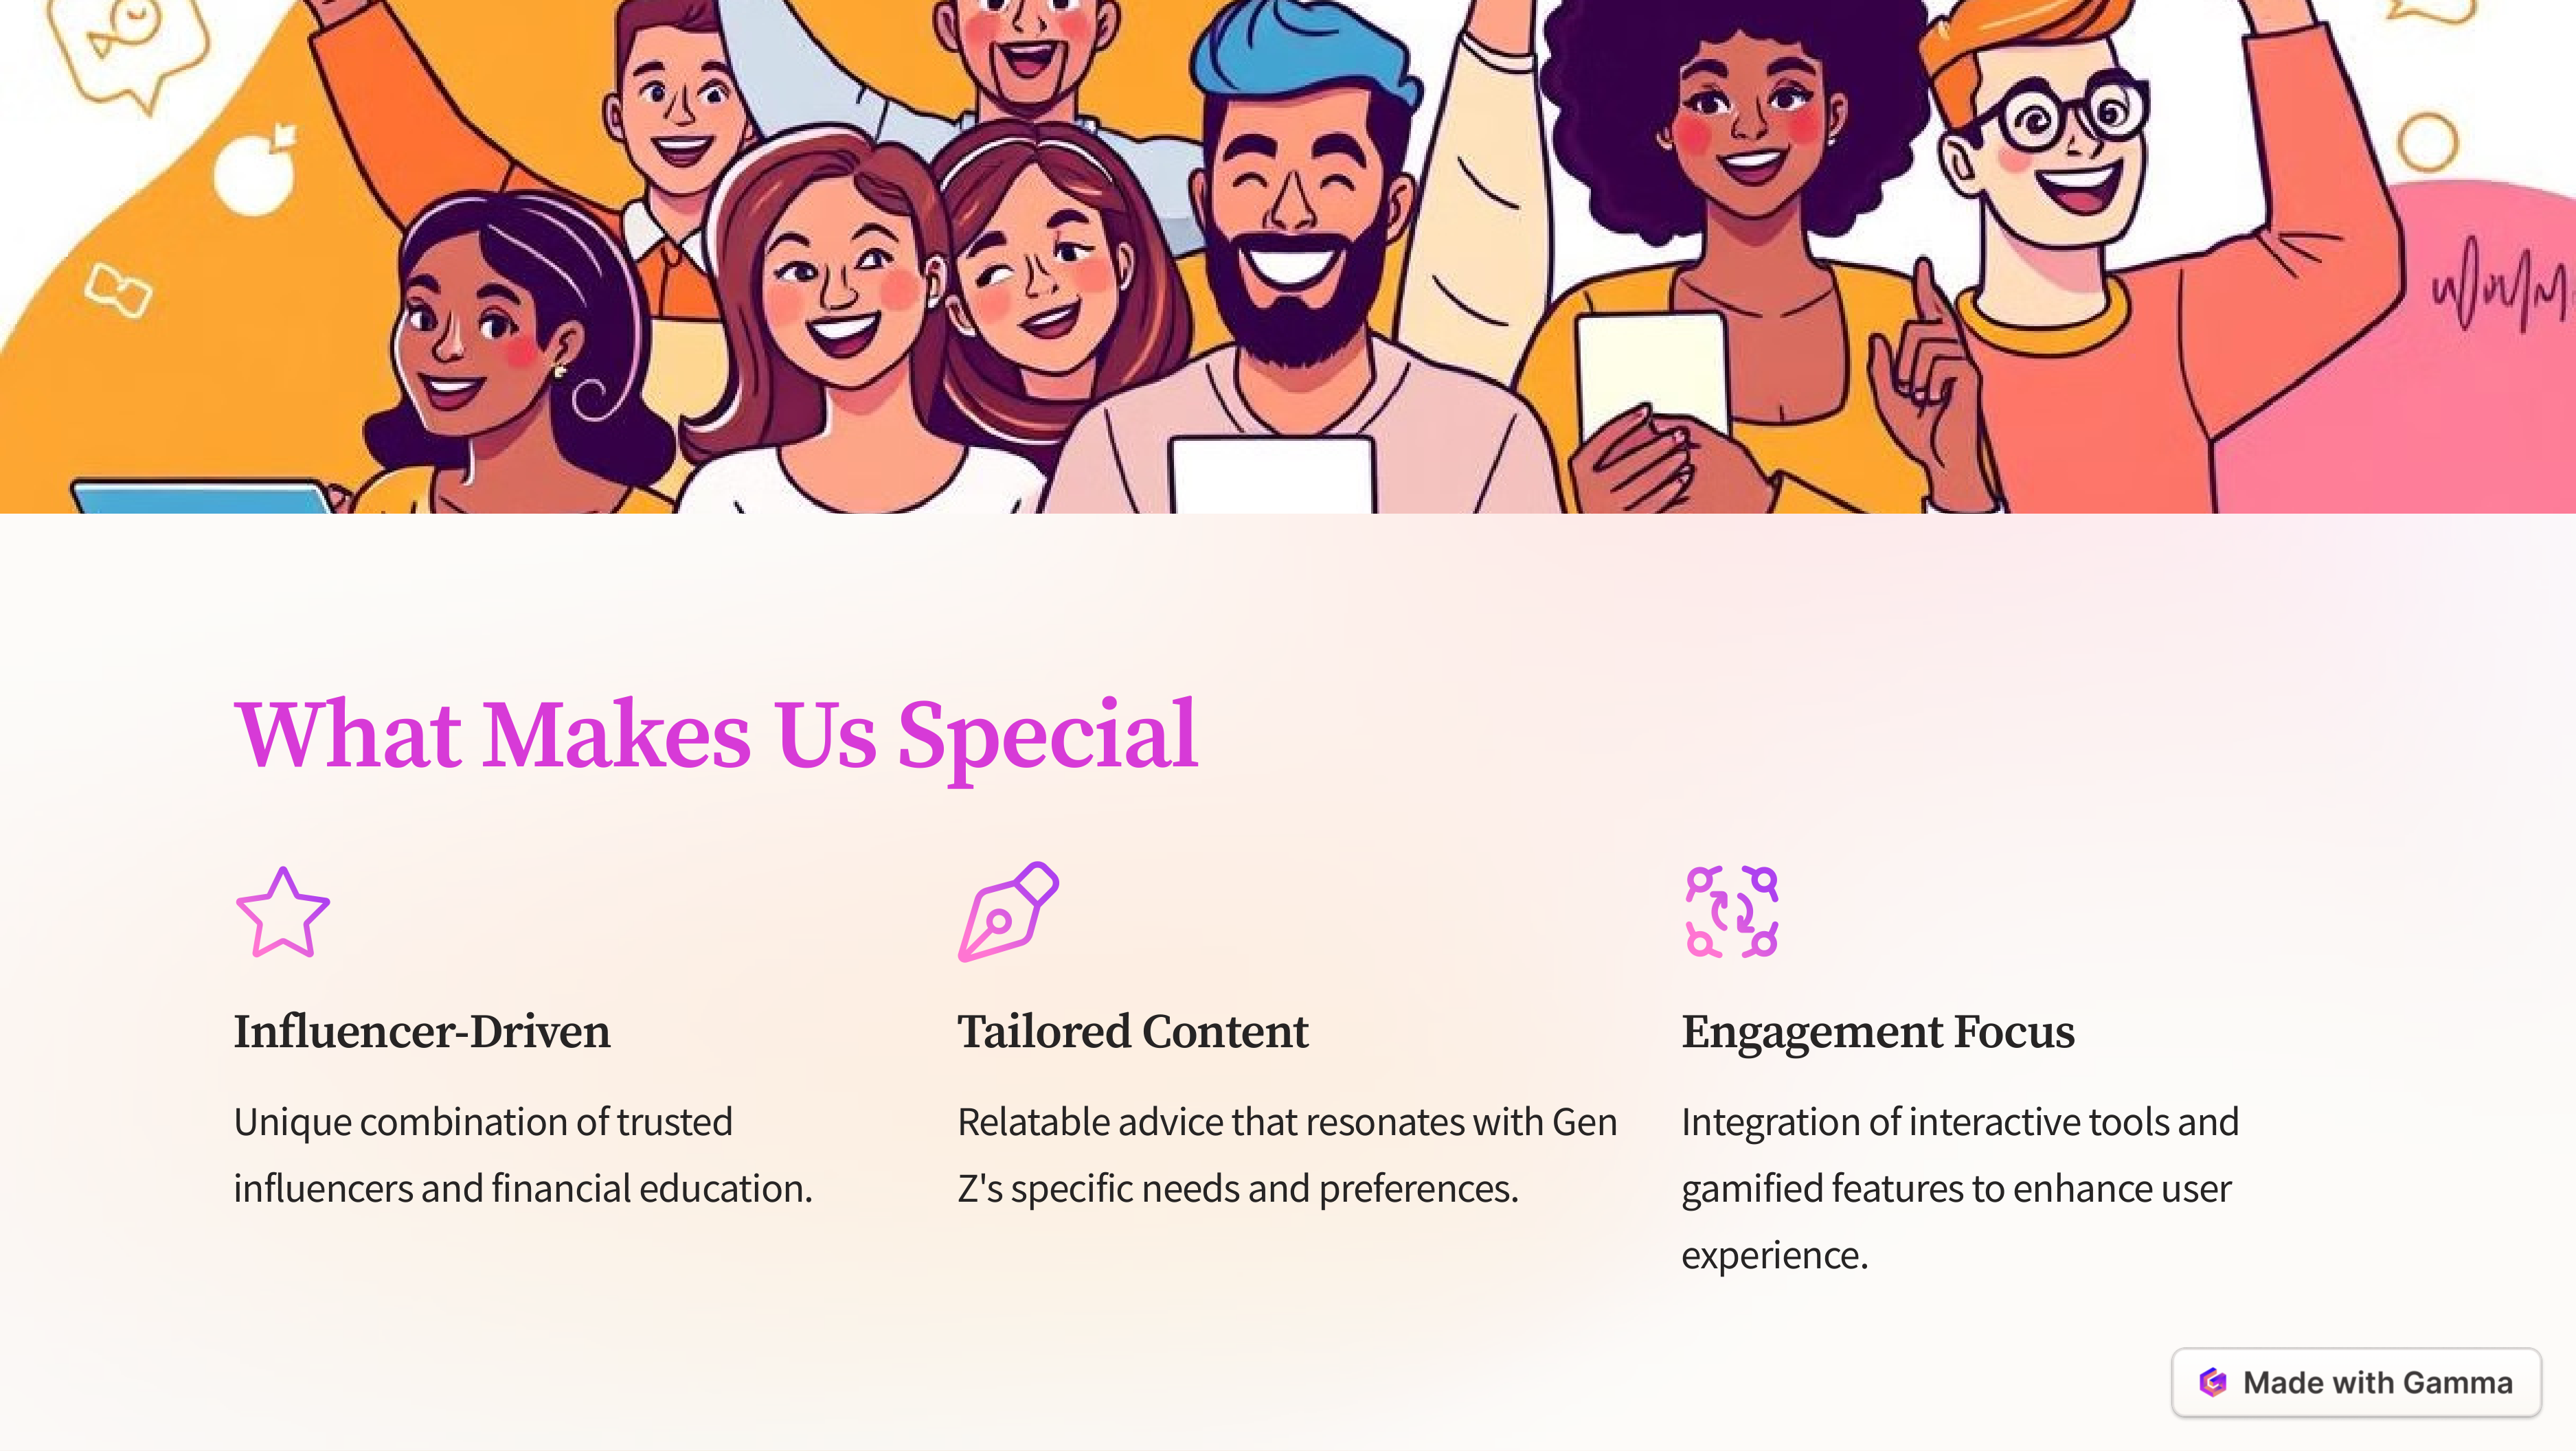 What Makes Us Special
Influencer-Driven
Unique combination of trusted
influencers and financial education.
Tailored Content
Relatable advice that resonates with Gen
Z's specific needs and preferences.
Engagement Focus
Integration of interactive tools and
gamified features to enhance user
experience.
Made with Gamma